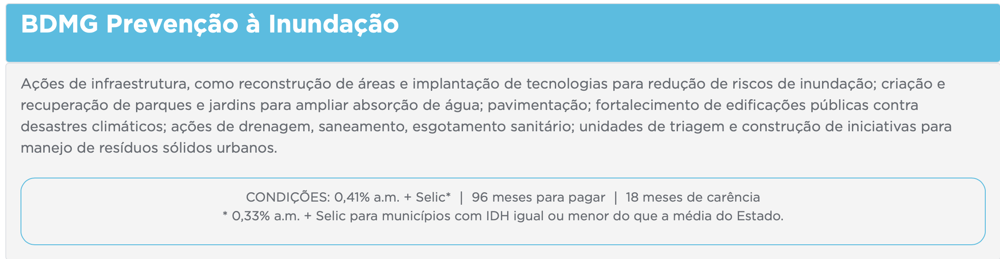 BDMG Prevenção à Inundação
Ações de infraestrutura, como reconstrução de áreas e implantação de tecnologias para redução de riscos de inundação; criação e
recuperação de parques e jardins para ampliar absorção de água; pavimentação; fortalecimento de edificações públicas contra
desastres climáticos; ações de drenagem, saneamento, esgotamento sanitário; unidades de triagem e construção de iniciativas para
manejo de resíduos sólidos urbanos.
CONDIÇÕES: 0,41% a.m. + Selic* | 96 meses para pagar | 18 meses de carência
* 0,33% a.m. + Selic para municípios com IDH igual ou menor do que a média do Estado.